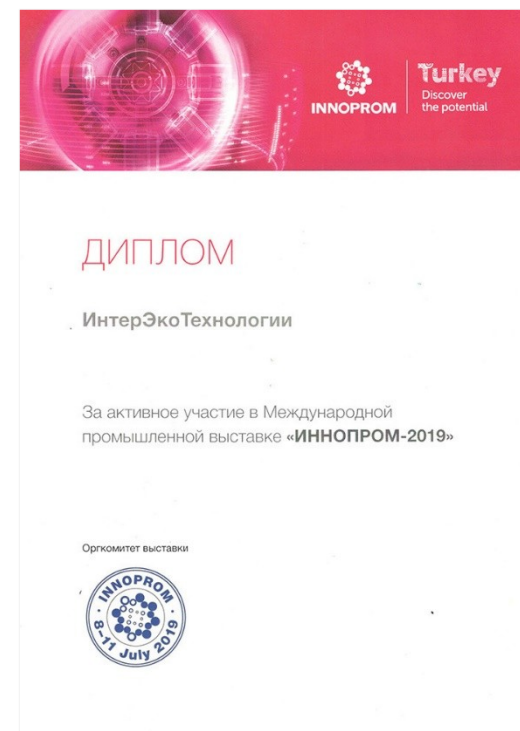 INNOPROM
Turkey
Discover
the potential
ДИПЛОМ
ИнтерЭкоТехнологии
За активное участие в Международной
промышленной выставке «ИННОПРОМ-2019»
Оргкомитет выставки
INNOPROM
8-11 July 2019